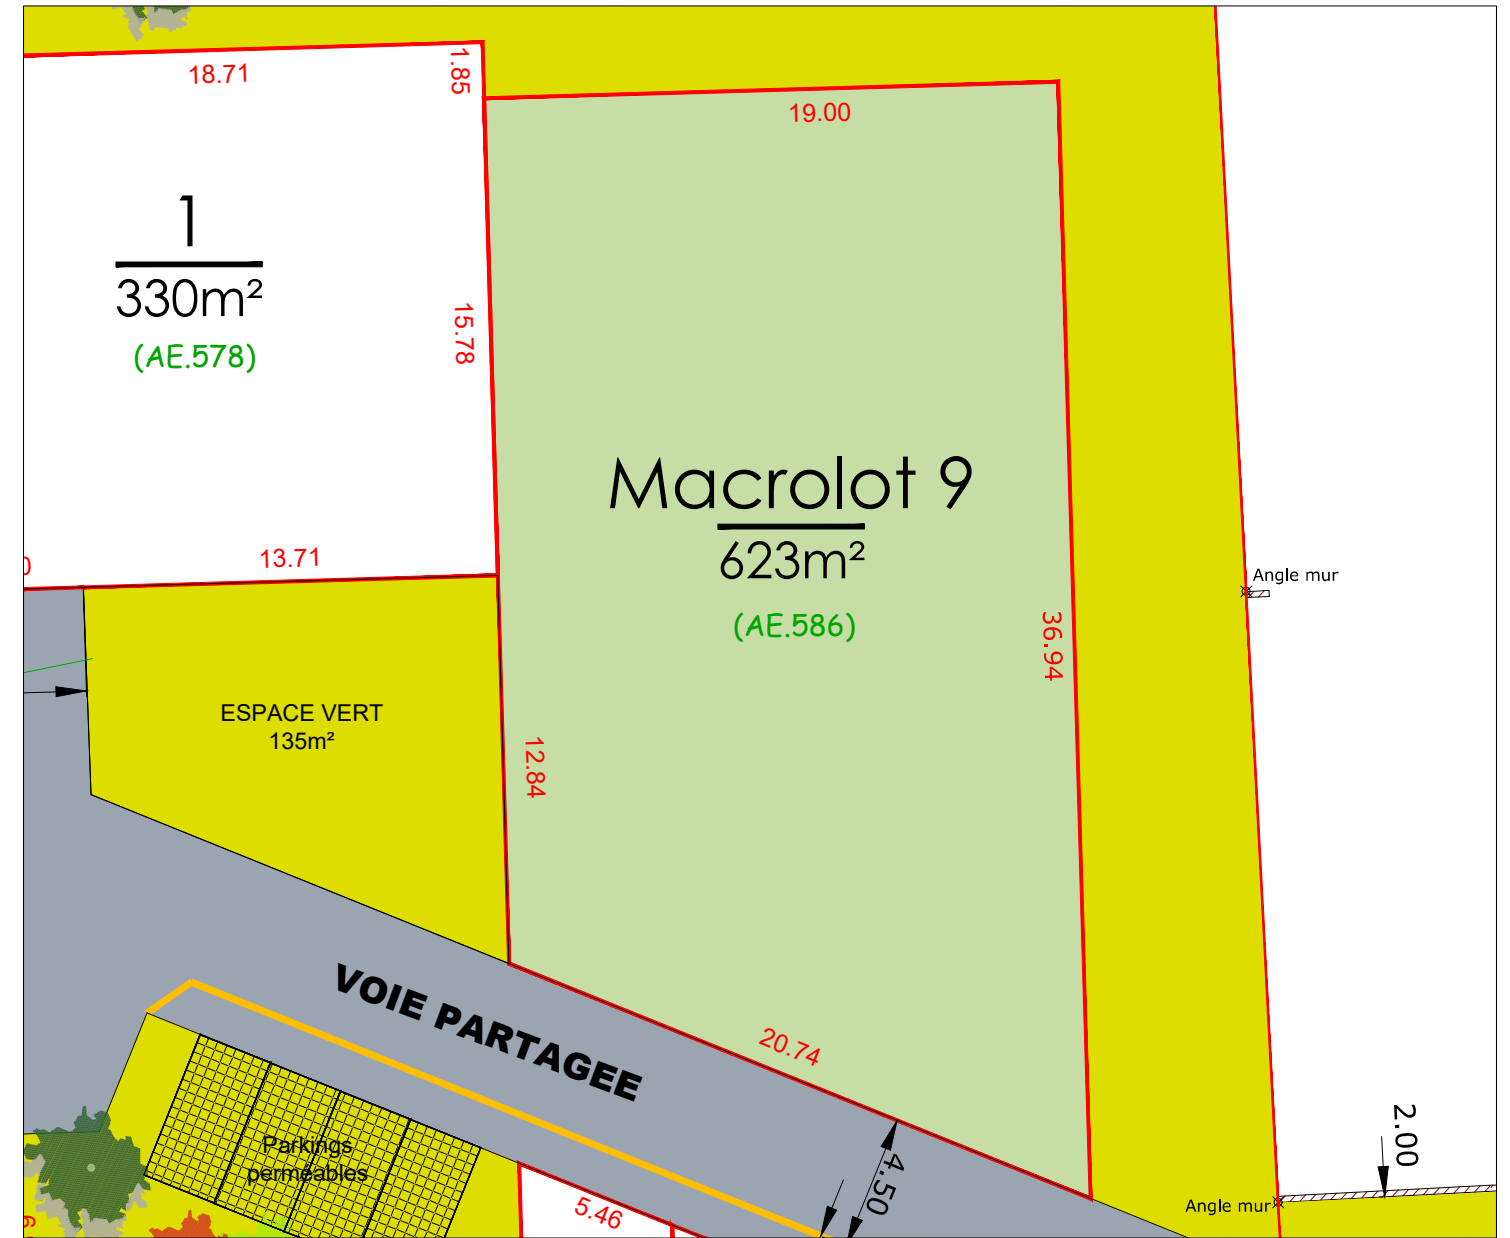 18.71
1.85
19.00
1
330m²
(AE.578)
15.78
Macrolot 9
623m²
(AE.586)
13.71
Angle mur
36.94
ESPACE VERT
135m²
12.84
VOIE PARTAGEE
20.74
Parkings
perméables
4.50
5.46
2.00
Angle mur